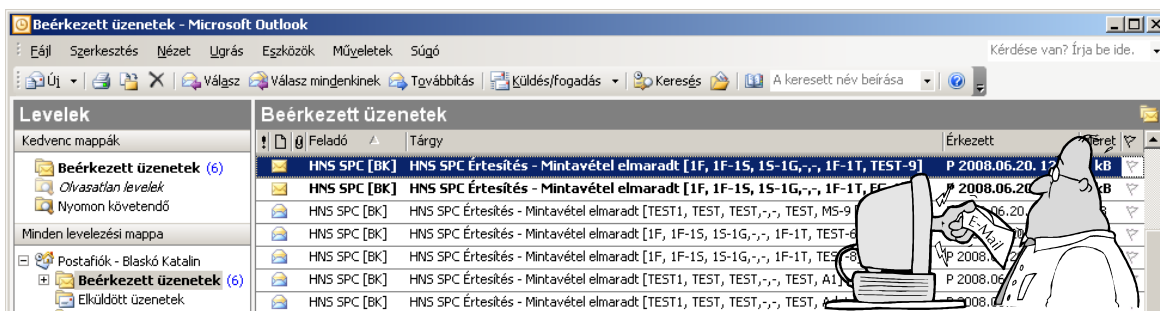 Beérkezett üzenetek - Microsoft Outlook
Fájl Szerkesztés Nézet Ugrás Eszközök Műveletek Súgó Kérdése van? Írja be ide.
Új Válasz Válasz mindenkinek Továbbítás Küldés/fogadás Keresés A keresett név beírása
Levelek Beérkezett üzenetek
Kedvenc mappák ! Feladó Tárgy Érkezett
Beérkezett üzenetek (6) HNS SPC [BK] HNS SPC Értesítés - Mintavétel elmaradt [1F, 1F-1S, 1S-1G,-,-, 1F-1T, TEST-9] P 2008.06.20. kB
Olvasatlan levelek HNS SPC [BK] HNS SPC Értesítés - Mintavétel elmaradt [1F, 1F-1S, 1S-1G,-,-, 1F-1T, P 2008.06.20. kB
Nyomon követendő HNS SPC [BK] HNS SPC Értesítés - Mintavétel elmaradt [TEST1, TEST, TEST,-,-, TEST, MS-9
Minden levelezési mappa HNS SPC [BK] HNS SPC Értesítés - Mintavétel elmaradt [1F, 1F-1S, 1S-1G,-,-, 1F-1T, E-Mail
Postafiók - Blaskó Katalin HNS SPC [BK] HNS SPC Értesítés - Mintavétel elmaradt [1F, 1F-1S, 1S-1G,-,-, 1F-1T, P 2008.
Beérkezett üzenetek (6) HNS SPC [BK] HNS SPC Értesítés - Mintavétel elmaradt [TEST1, TEST, TEST,-,-, TEST, A1] P 2008.
Elküldött üzenetek HNS SPC [BK] HNS SPC Értesítés - Mintavétel elmaradt [TEST1, TEST, TEST,-,-, TEST,